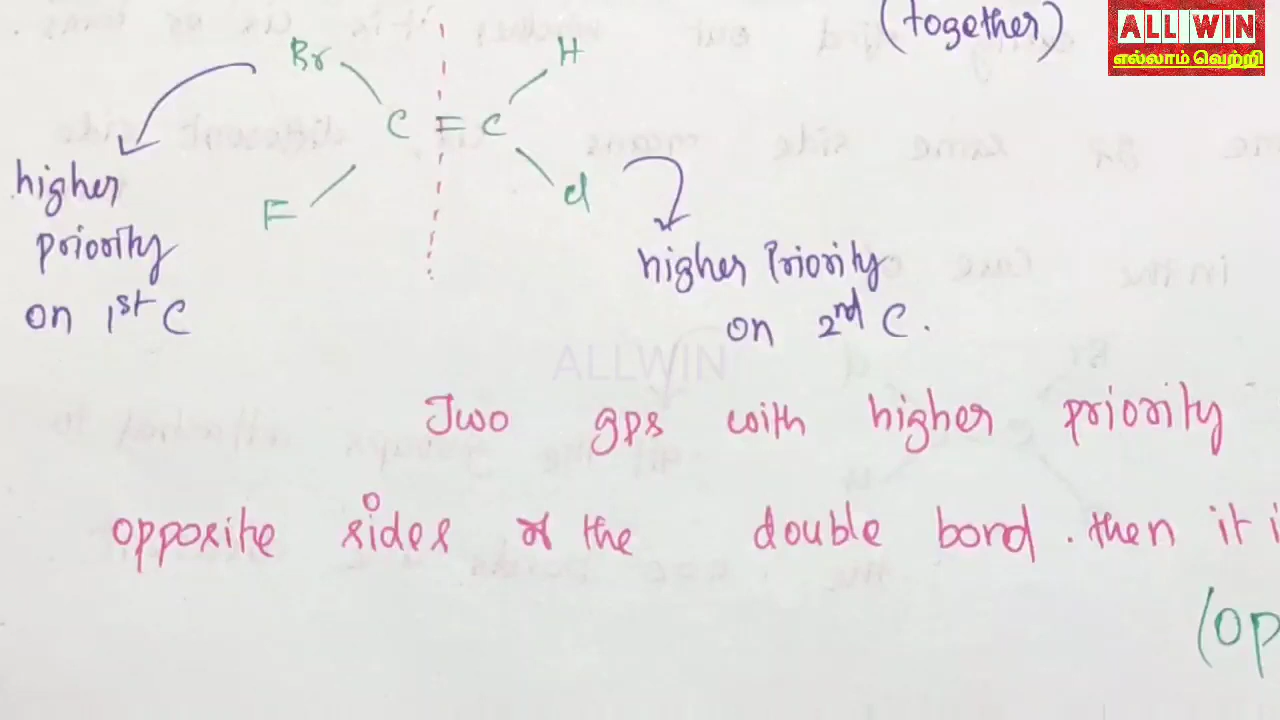 (together)
ALL WIN
எல்லாம் வெற்றி
Br H
C = C
F Cl
higher
priority
on 1st C
higher Priority
on 2nd C.
ALLWIN
Two gps with higher priority
opposite sides of the double bond. then it i
(op